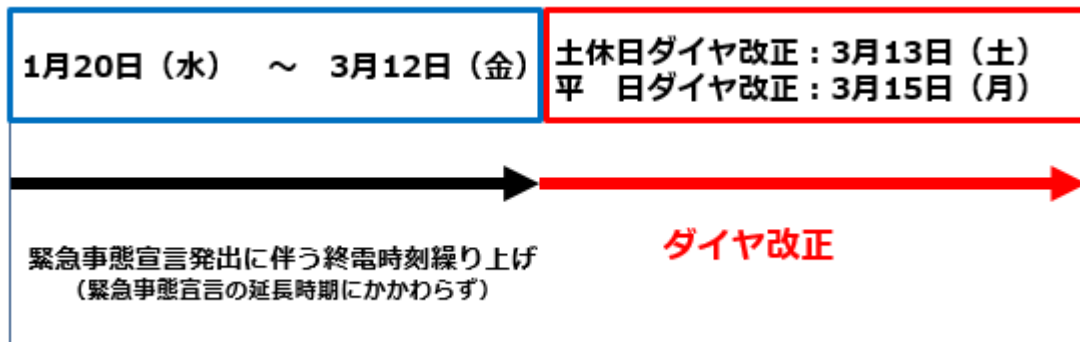 1月20日（水）　～　3月12日（金）
土休日ダイヤ改正：3月13日（土）
平　日ダイヤ改正：3月15日（月）
緊急事態宣言発出に伴う終電時刻繰り上げ
（緊急事態宣言の延長時期にかかわらず）
ダイヤ改正